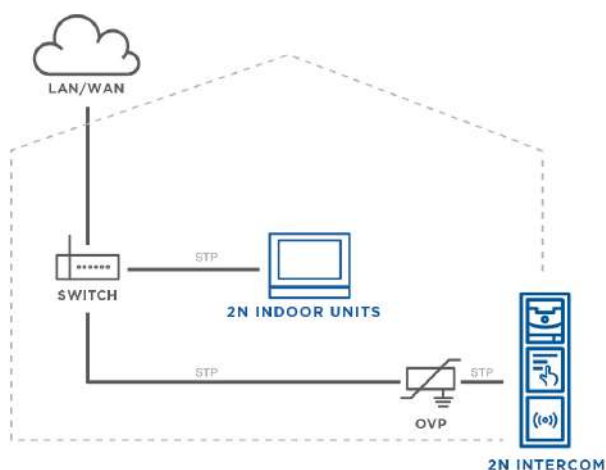 LAN/WAN
STP
SWITCH
2N INDOOR UNITS
STP
STP
OVP
2N INTERCOM